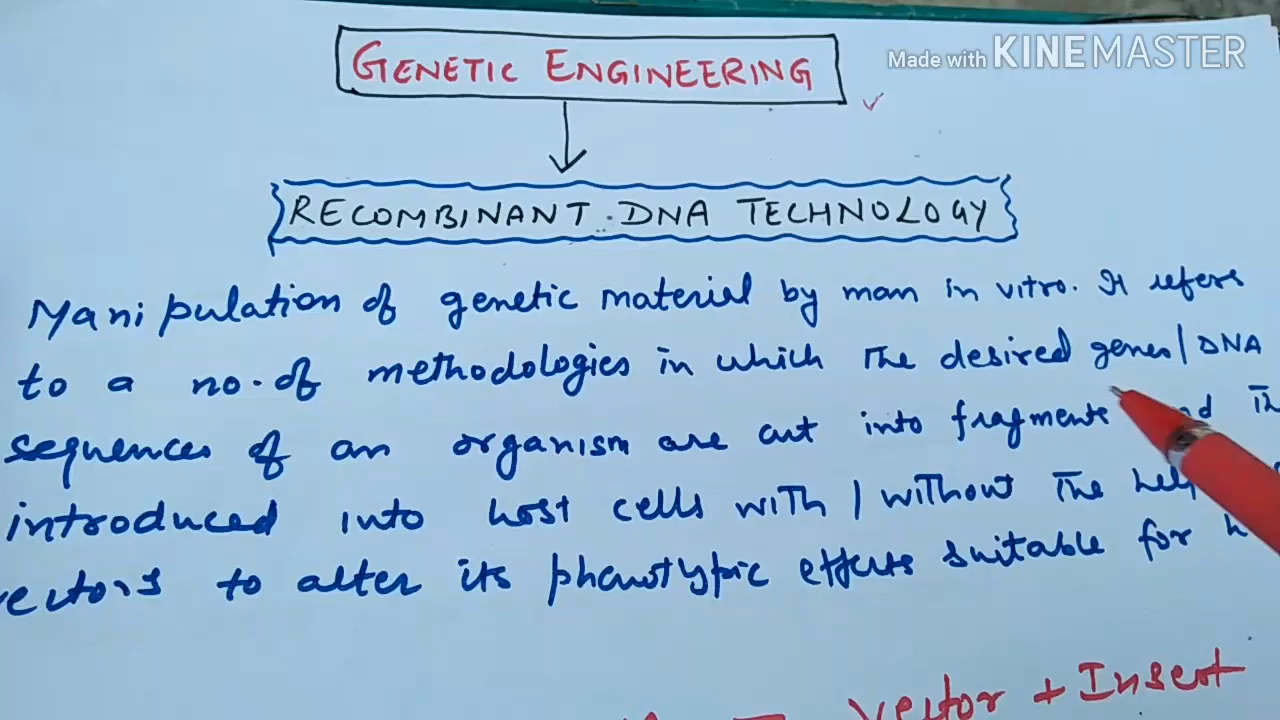 Made with KINEMASTER
GENETIC ENGINEERING
RECOMBINANT DNA TECHNOLOGY
Manipulation of genetic material by man in vitro. It refers
to a no. of methodologies in which the desired genes/DNA
sequences of an organism are cut into fragments
introduced into host cells with/without the
vectors to alter its phenotypic effects suitable for
Vector + Insert